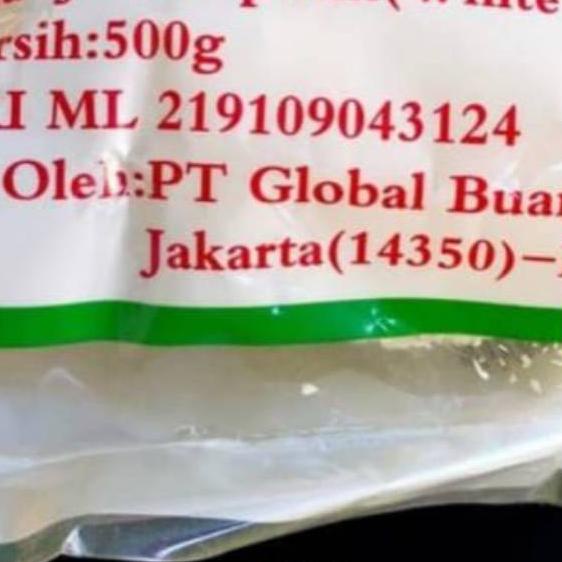 rsih:500g
I ML 219109043124
Oleh:PT Global Bua
Jakarta(14350)–